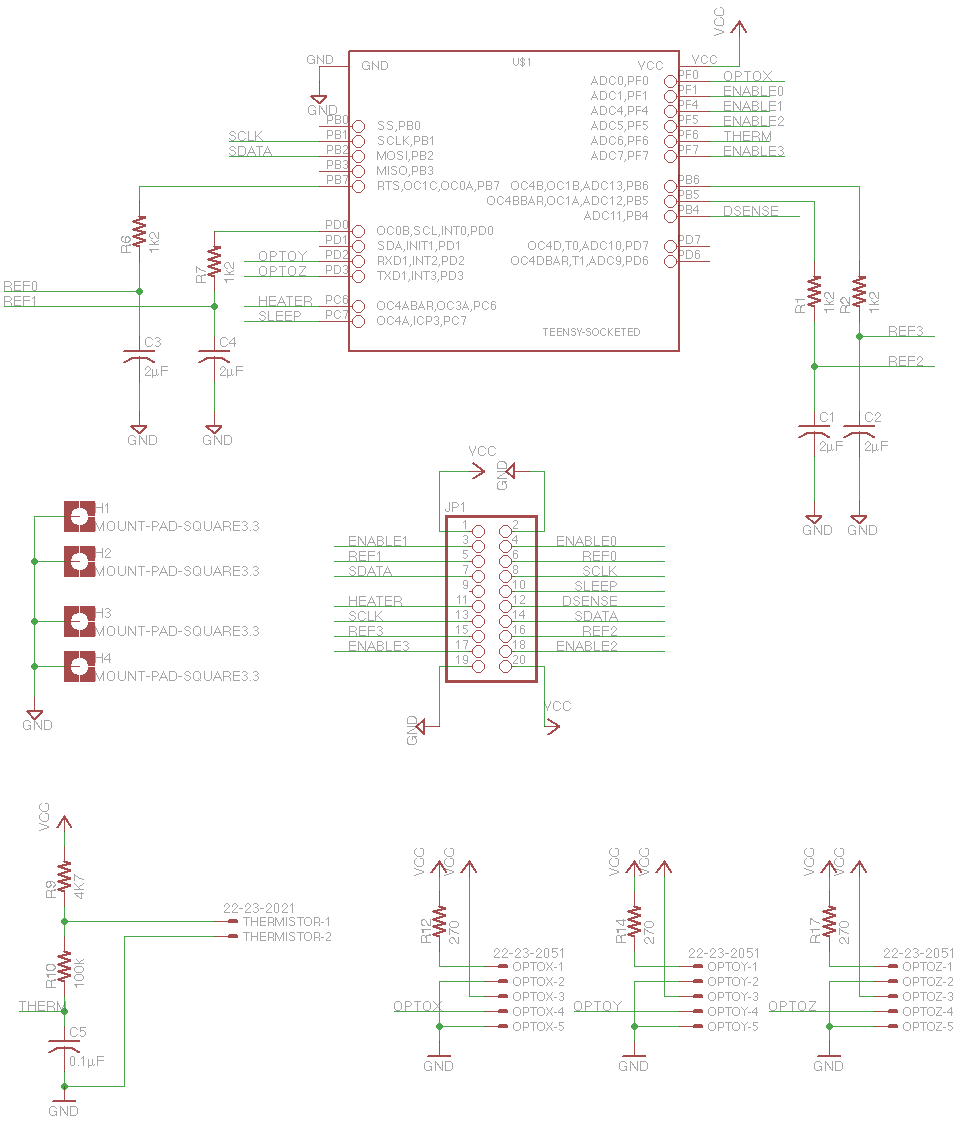 VCC
GND
GND
U$1
VCC
VCC
GND
ADC0,PF0
PF0
OPTOX
ADC1,PF1
PF1
ENABLE0
ADC4,PF4
PF4
ENABLE1
PB0
SS,PB0
ADC5,PF5
PF5
ENABLE2
SCLK
PB1
SCLK,PB1
ADC6,PF6
PF6
THERM
SDATA
PB2
MOSI,PB2
ADC7,PF7
PF7
ENABLE3
PB3
MISO,PB3
PB7
RTS,OC1C,OC0A,PB7
OC4B,OC1B,ADC13,PB6
PB6
OC4BBAR,OC1A,ADC12,PB5
PB5
ADC11,PB4
PB4
DSENSE
R6
1k2
PD0
OC0B,SCL,INT0,PD0
PD1
SDA,INIT1,PD1
OC4D,T0,ADC10,PD7
PD7
OPTOY
PD2
RXD1,INT2,PD2
OC4DBAR,T1,ADC9,PD6
PD6
R7
1k2
OPTOZ
PD3
TXD1,INT3,PD3
REF0
REF1
HEATER
PC6
OC4ABAR,OC3A,PC6
SLEEP
PC7
OC4A,ICP3,PC7
TEENSY-SOCKETED
R1
1k2
R2
1k2
REF3
REF2
C3
2µF
C4
2µF
GND
GND
C1
2µF
C2
2µF
GND
GND
VCC
GND
JP1
1
2
ENABLE1
3
4
ENABLE0
REF1
5
6
REF0
SDATA
7
8
SCLK
9
10
SLEEP
HEATER
11
12
DSENSE
SCLK
13
14
SDATA
REF3
15
16
REF2
ENABLE3
17
18
ENABLE2
19
20
GND
VCC
H1
MOUNT-PAD-SQUARE3.3
H2
MOUNT-PAD-SQUARE3.3
H3
MOUNT-PAD-SQUARE3.3
H4
MOUNT-PAD-SQUARE3.3
GND
VCC
R9
4K7
22-23-2021
THERMISTOR-1
THERMISTOR-2
R10
100k
THERM
C5
0.1µF
GND
VCC
VCC
R12
270
22-23-2051
OPTOX-1
OPTOX-2
OPTOX-3
OPTOX
OPTOX-4
OPTOX-5
GND
VCC
VCC
R14
270
22-23-2051
OPTOY-1
OPTOY-2
OPTOY-3
OPTOY
OPTOY-4
OPTOY-5
GND
VCC
VCC
R17
270
22-23-2051
OPTOZ-1
OPTOZ-2
OPTOZ-3
OPTOZ
OPTOZ-4
OPTOZ-5
GND